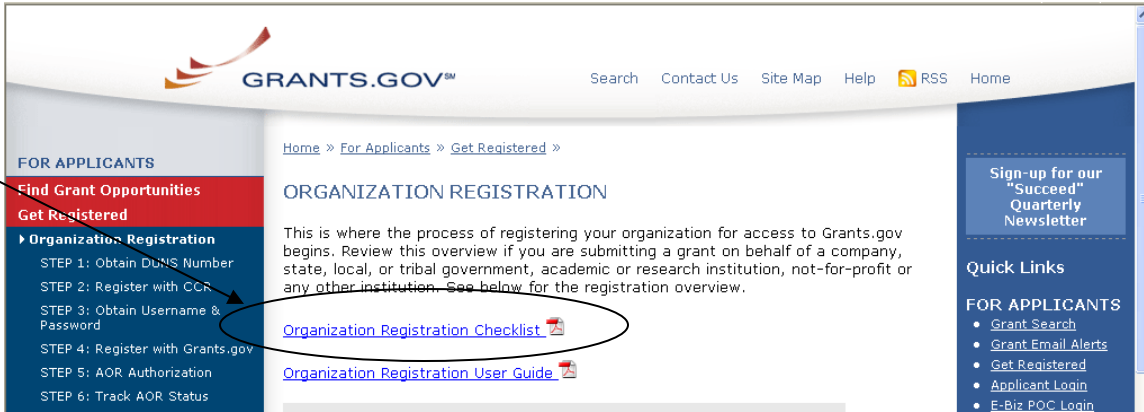 GRANTS.GOV℠
Search Contact Us Site Map Help RSS Home
FOR APPLICANTS
Find Grant Opportunities
Get Registered
Organization Registration
STEP 1: Obtain DUNS Number
STEP 2: Register with CCR
STEP 3: Obtain Username &
Password
STEP 4: Register with Grants.gov
STEP 5: AOR Authorization
STEP 6: Track AOR Status
Home » For Applicants » Get Registered »
ORGANIZATION REGISTRATION
This is where the process of registering your organization for access to Grants.gov
begins. Review this overview if you are submitting a grant on behalf of a company,
state, local, or tribal government, academic or research institution, not-for-profit or
any other institution. See below for the registration overview.
Organization Registration Checklist
Organization Registration User Guide
Sign-up for our
"Succeed"
Quarterly
Newsletter
Quick Links
FOR APPLICANTS
Grant Search
Grant Email Alerts
Get Registered
Applicant Login
E-Biz POC Login